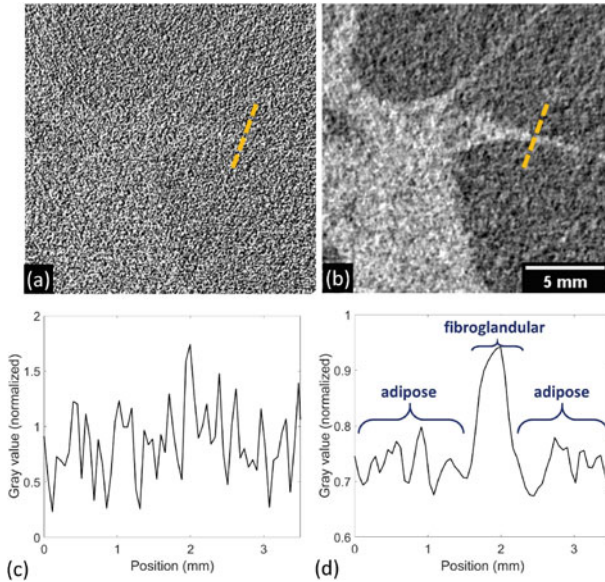 (a)
(b)
5 mm
2
1.5
1
0.5
0
Gray value (normalized)
0
1
2
3
Position (mm)
(c)
fibroglandular
adipose
adipose
1
0.9
0.8
0.7
0.6
Gray value (normalized)
0
1
2
3
Position (mm)
(d)